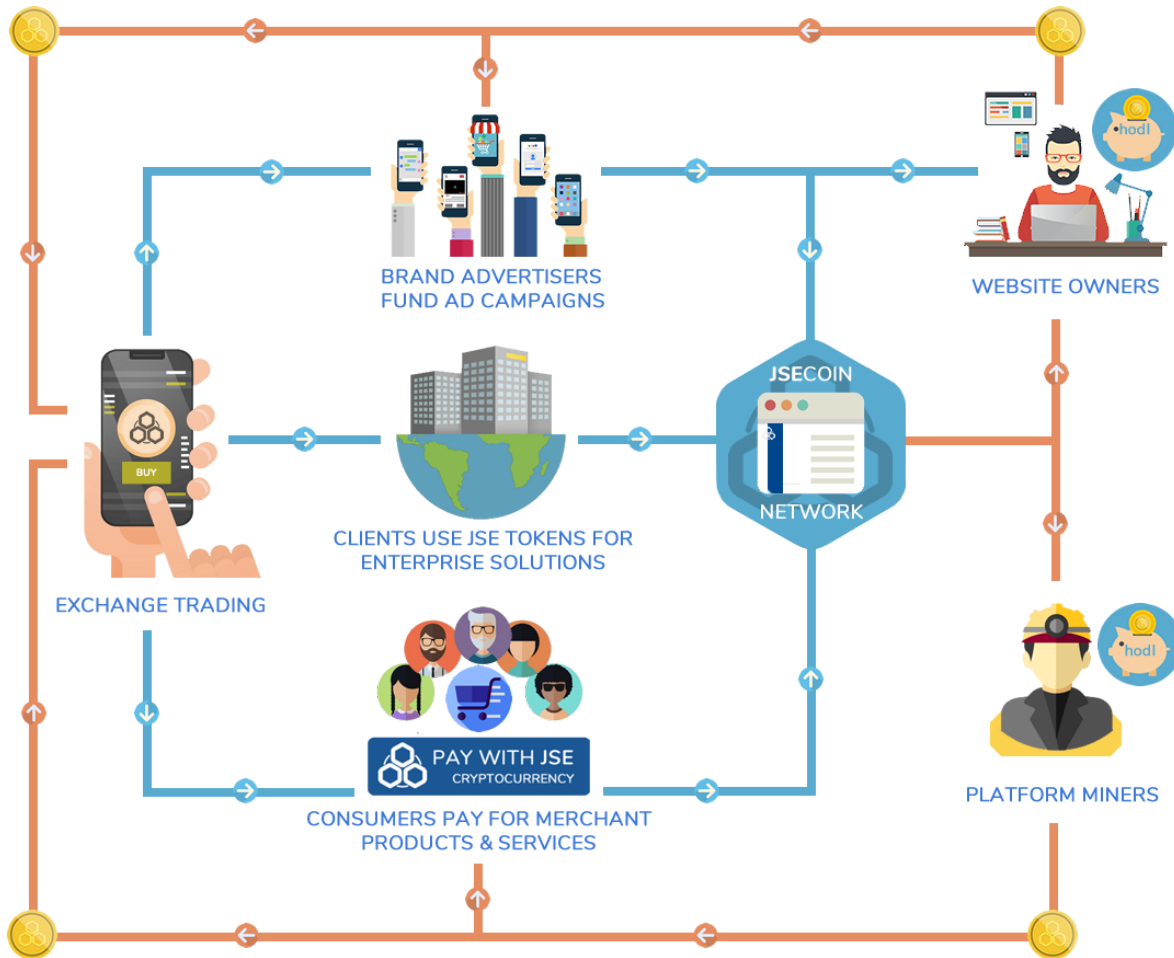 hodl
BRAND ADVERTISERS
FUND AD CAMPAIGNS
WEBSITE OWNERS
JSECOIN
NETWORK
BUY
CLIENTS USE JSE TOKENS FOR
ENTERPRISE SOLUTIONS
EXCHANGE TRADING
hodl
PAY WITH JSE
CRYPTOCURRENCY
PLATFORM MINERS
CONSUMERS PAY FOR MERCHANT
PRODUCTS & SERVICES